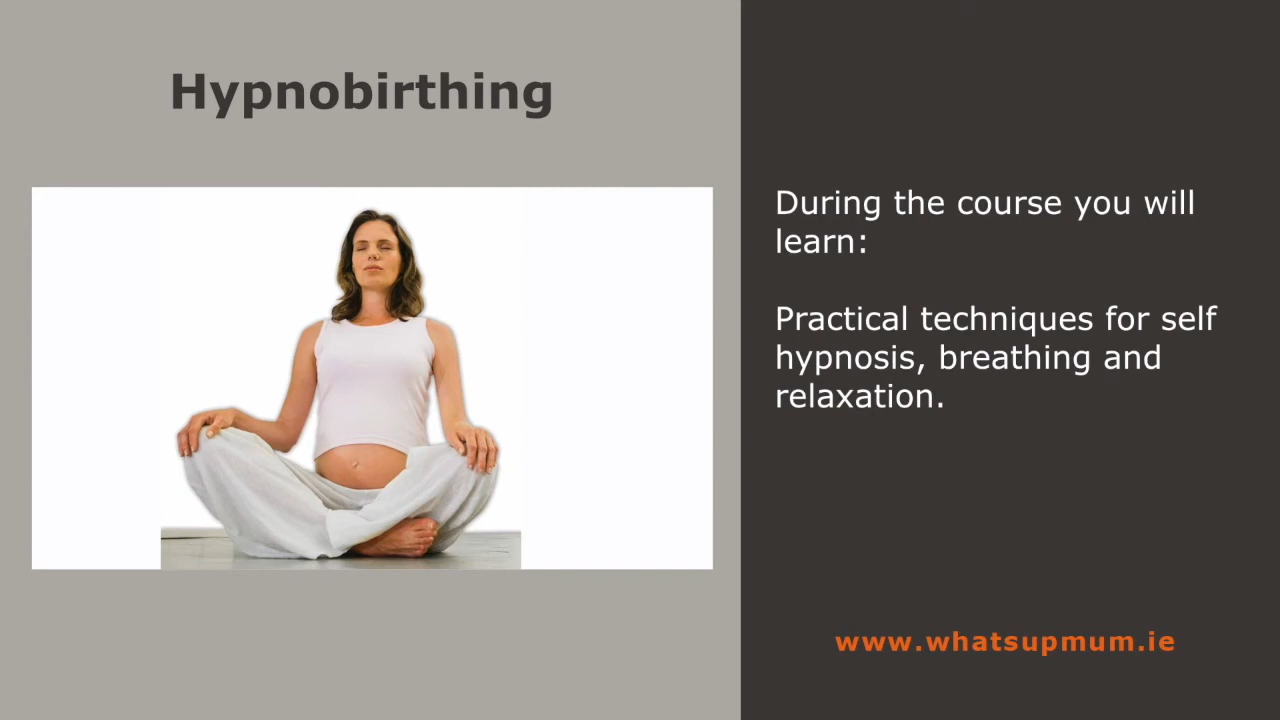 Hypnobirthing
During the course you will
learn:
Practical techniques for self
hypnosis, breathing and
relaxation.
www.whatsupmum.ie